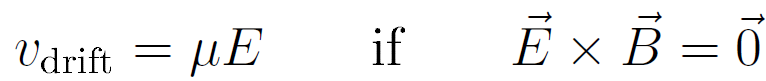 v_drift = μE if E⃗ × B⃗ = 0⃗